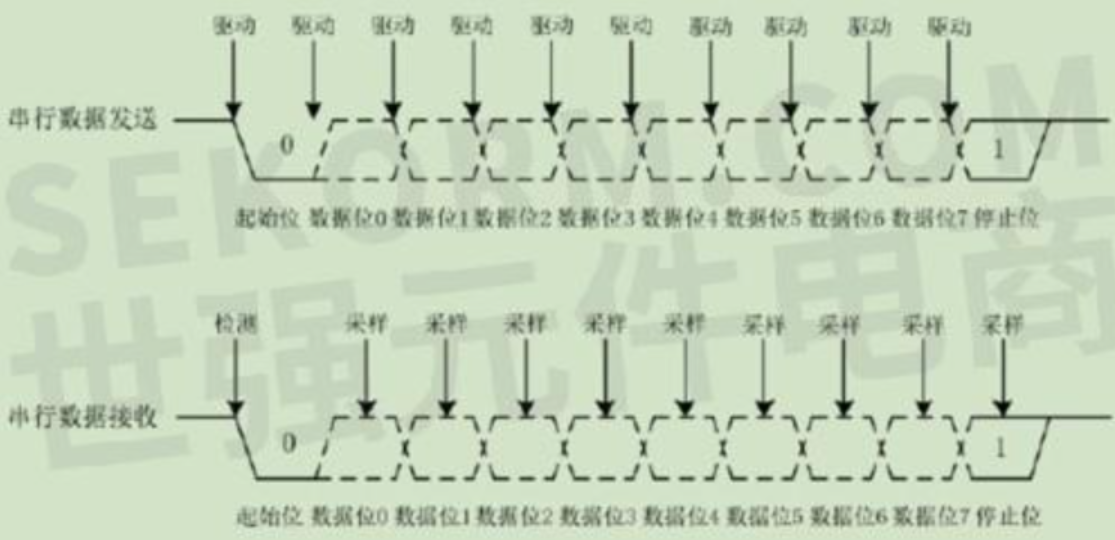 驱动 驱动 驱动 驱动 驱动 驱动 驱动 驱动 驱动 驱动
串行数据发送
0 1
起始位 数据位0 数据位1 数据位2 数据位3 数据位4 数据位5 数据位6 数据位7 停止位
检测 采样 采样 采样 采样 采样 采样 采样 采样 采样
串行数据接收
0 1
起始位 数据位0 数据位1 数据位2 数据位3 数据位4 数据位5 数据位6 数据位7 停止位
SEKORM.COM
世强元件电商